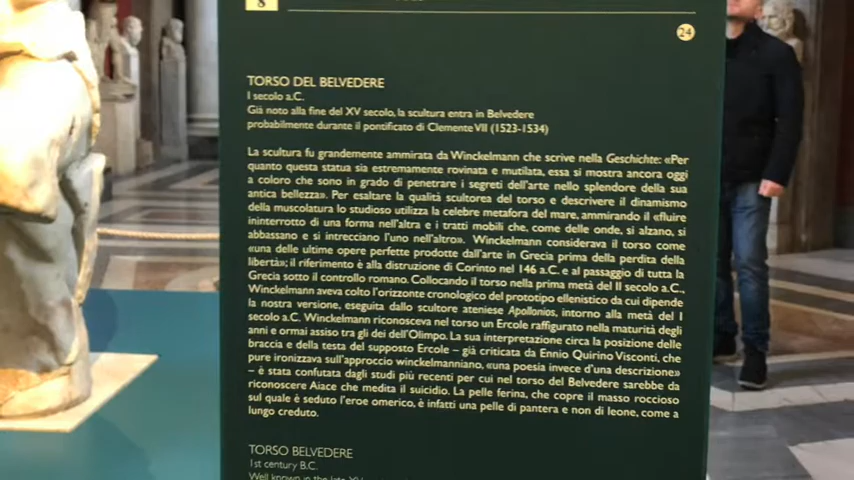 8
24
TORSO DEL BELVEDERE
I secolo a.C.
Già noto alla fine del XV secolo, la scultura entra in Belvedere
probabilmente durante il pontificato di Clemente VII (1523-1534)
La scultura fu grandemente ammirata da Winckelmann che scrive nella Geschichte: «Per
quanto questa statua sia estremamente rovinata e mutilata, essa si mostra ancora oggi
a coloro che sono in grado di penetrare i segreti dell'arte nello splendore della sua
antica bellezza». Per esaltare la qualità scultorea del torso e descrivere il dinamismo
della muscolatura lo studioso utilizza la celebre metafora del mare, ammirando il «fluire
ininterrotto di una forma nell'altra e i tratti mobili che, come delle onde, si alzano, si
abbassano e si intrecciano l'uno nell'altro». Winckelmann considerava il torso come
«una delle ultime opere perfette prodotte dall'arte in Grecia prima della perdita della
libertà»; il riferimento è alla distruzione di Corinto nel 146 a.C. e al passaggio di tutta la
Grecia sotto il controllo romano. Collocando il torso nella prima metà del II secolo a.C.,
Winckelmann aveva colto l'orizzonte cronologico del prototipo ellenistico da cui dipende
la nostra versione, eseguita dallo scultore ateniese Apollonios, intorno alla metà del I
secolo a.C. Winckelmann riconosceva nel torso un Ercole raffigurato nella maturità degli
anni e ormai assiso tra gli dei dell'Olimpo. La sua interpretazione circa la posizione delle
braccia e della testa del supposto Ercole – già criticata da Ennio Quirino Visconti, che
pure ironizzava sull'approccio winckelmanniano, «una poesia invece d'una descrizione»
– è stata confutata dagli studi più recenti per cui nel torso del Belvedere sarebbe da
riconoscere Aiace che medita il suicidio. La pelle ferina, che copre il masso roccioso
sul quale è seduto l'eroe omerico, è infatti una pelle di pantera e non di leone, come a
lungo creduto.
TORSO BELVEDERE
1st century B.C.
Well known in the late